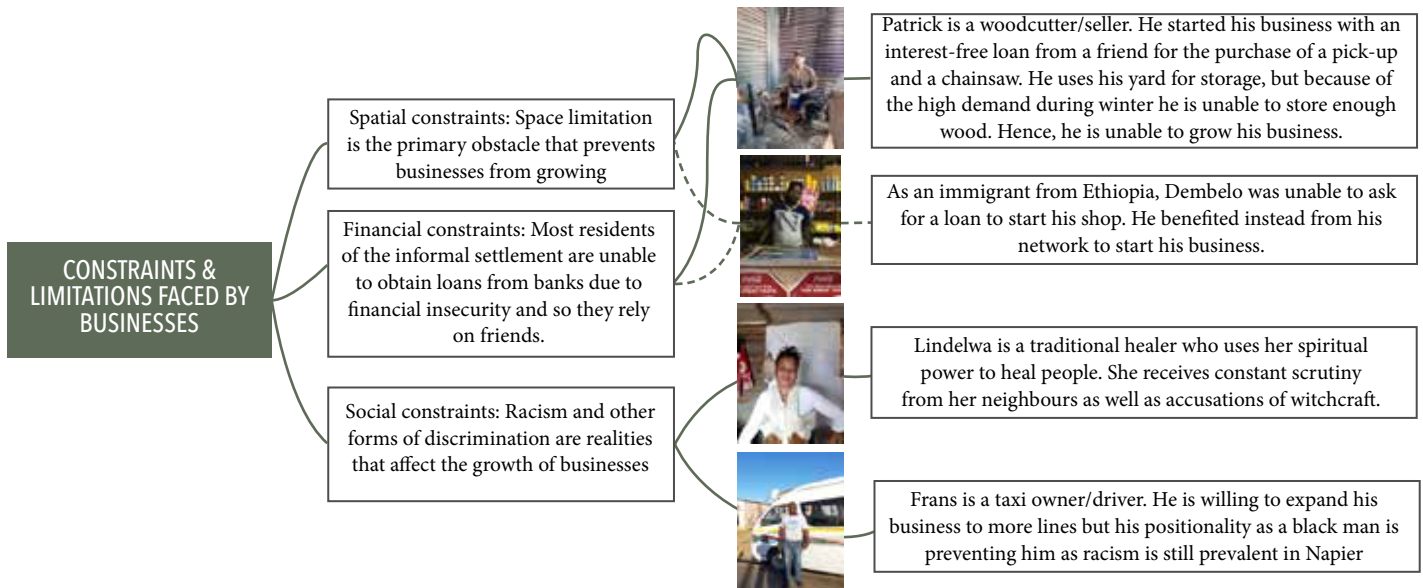 CONSTRAINTS &
LIMITATIONS FACED BY
BUSINESSES
Spatial constraints: Space limitation
is the primary obstacle that prevents
businesses from growing
Financial constraints: Most residents
of the informal settlement are unable
to obtain loans from banks due to
financial insecurity and so they rely
on friends.
Social constraints: Racism and other
forms of discrimination are realities
that affect the growth of businesses
Patrick is a woodcutter/seller. He started his business with an
interest-free loan from a friend for the purchase of a pick-up
and a chainsaw. He uses his yard for storage, but because of
the high demand during winter he is unable to store enough
wood. Hence, he is unable to grow his business.
As an immigrant from Ethiopia, Dembelo was unable to ask
for a loan to start his shop. He benefited instead from his
network to start his business.
Lindelwa is a traditional healer who uses her spiritual
power to heal people. She receives constant scrutiny
from her neighbours as well as accusations of witchcraft.
Frans is a taxi owner/driver. He is willing to expand his
business to more lines but his positionality as a black man is
preventing him as racism is still prevalent in Napier